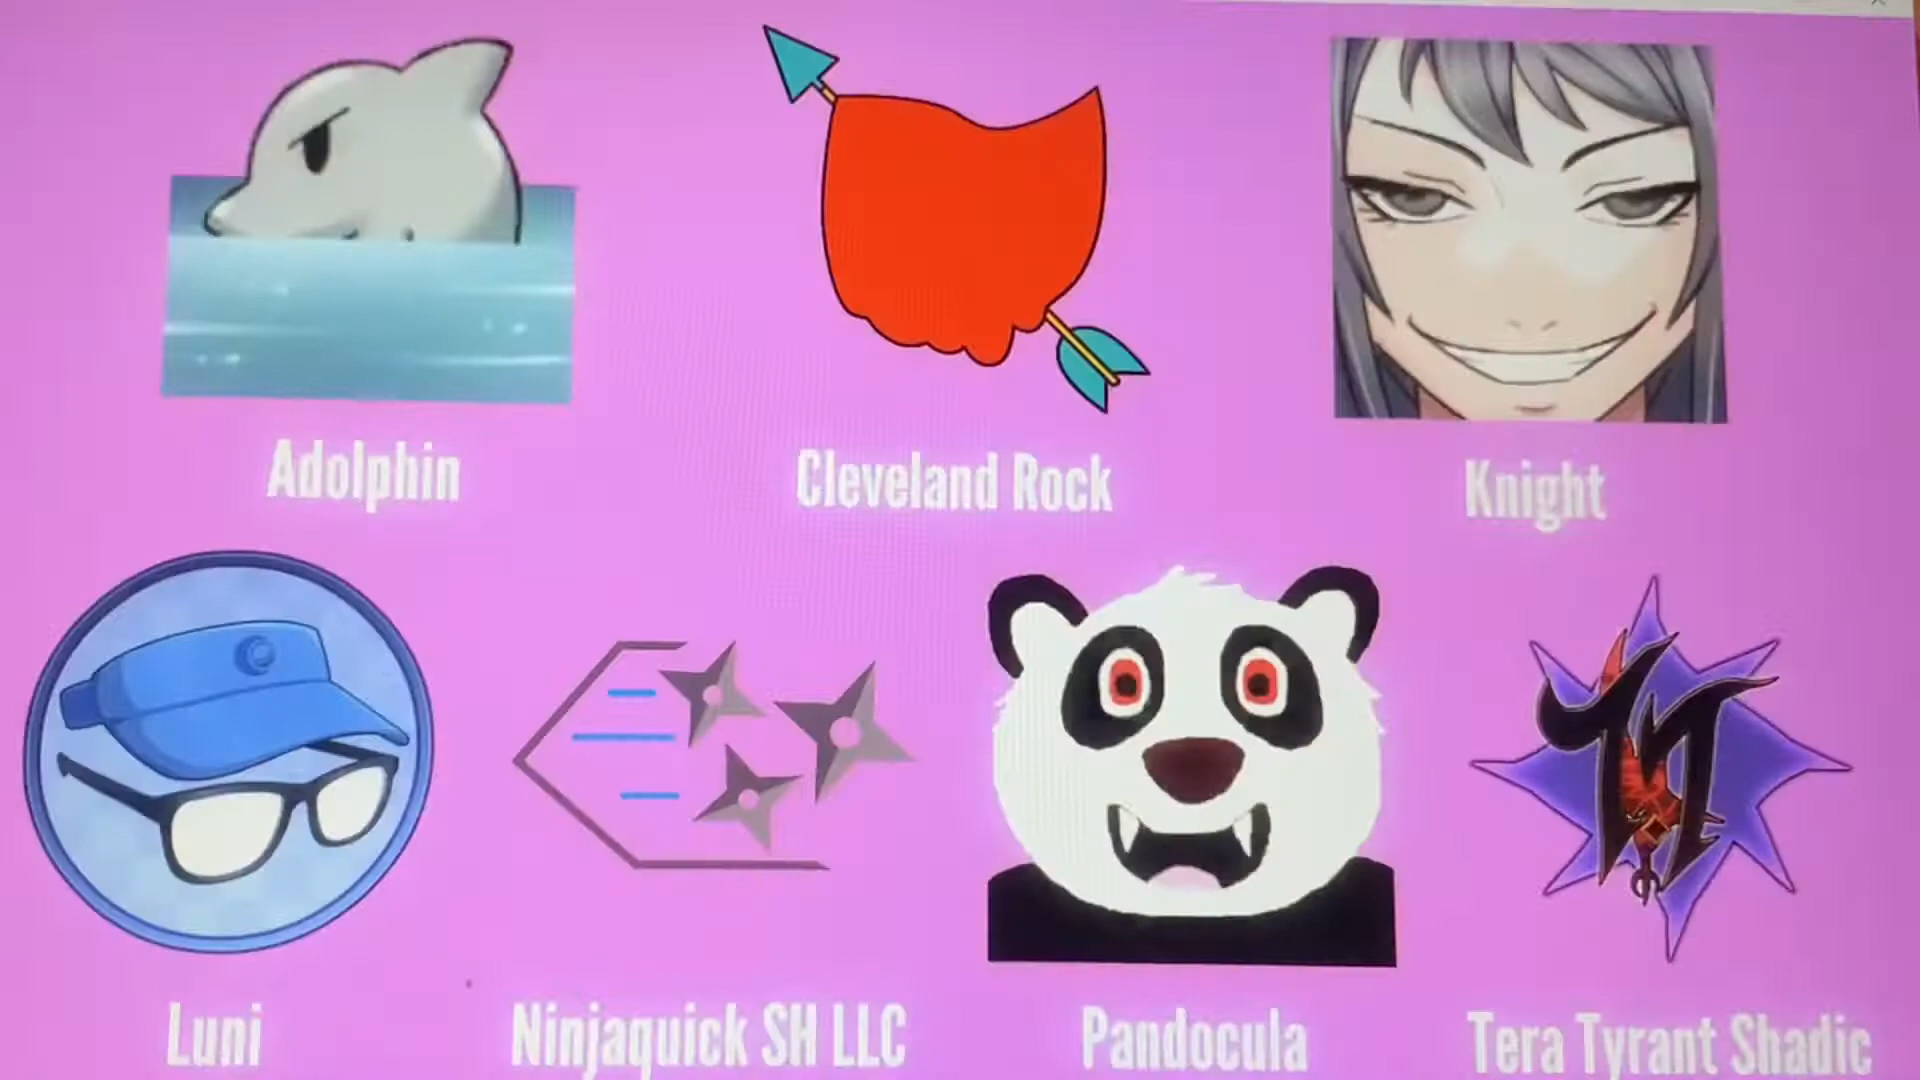 Adolphin
Cleveland Rock
Knight
Luni
Ninjaquick SH LLC
Pandocula
Tera Tyrant Shadic